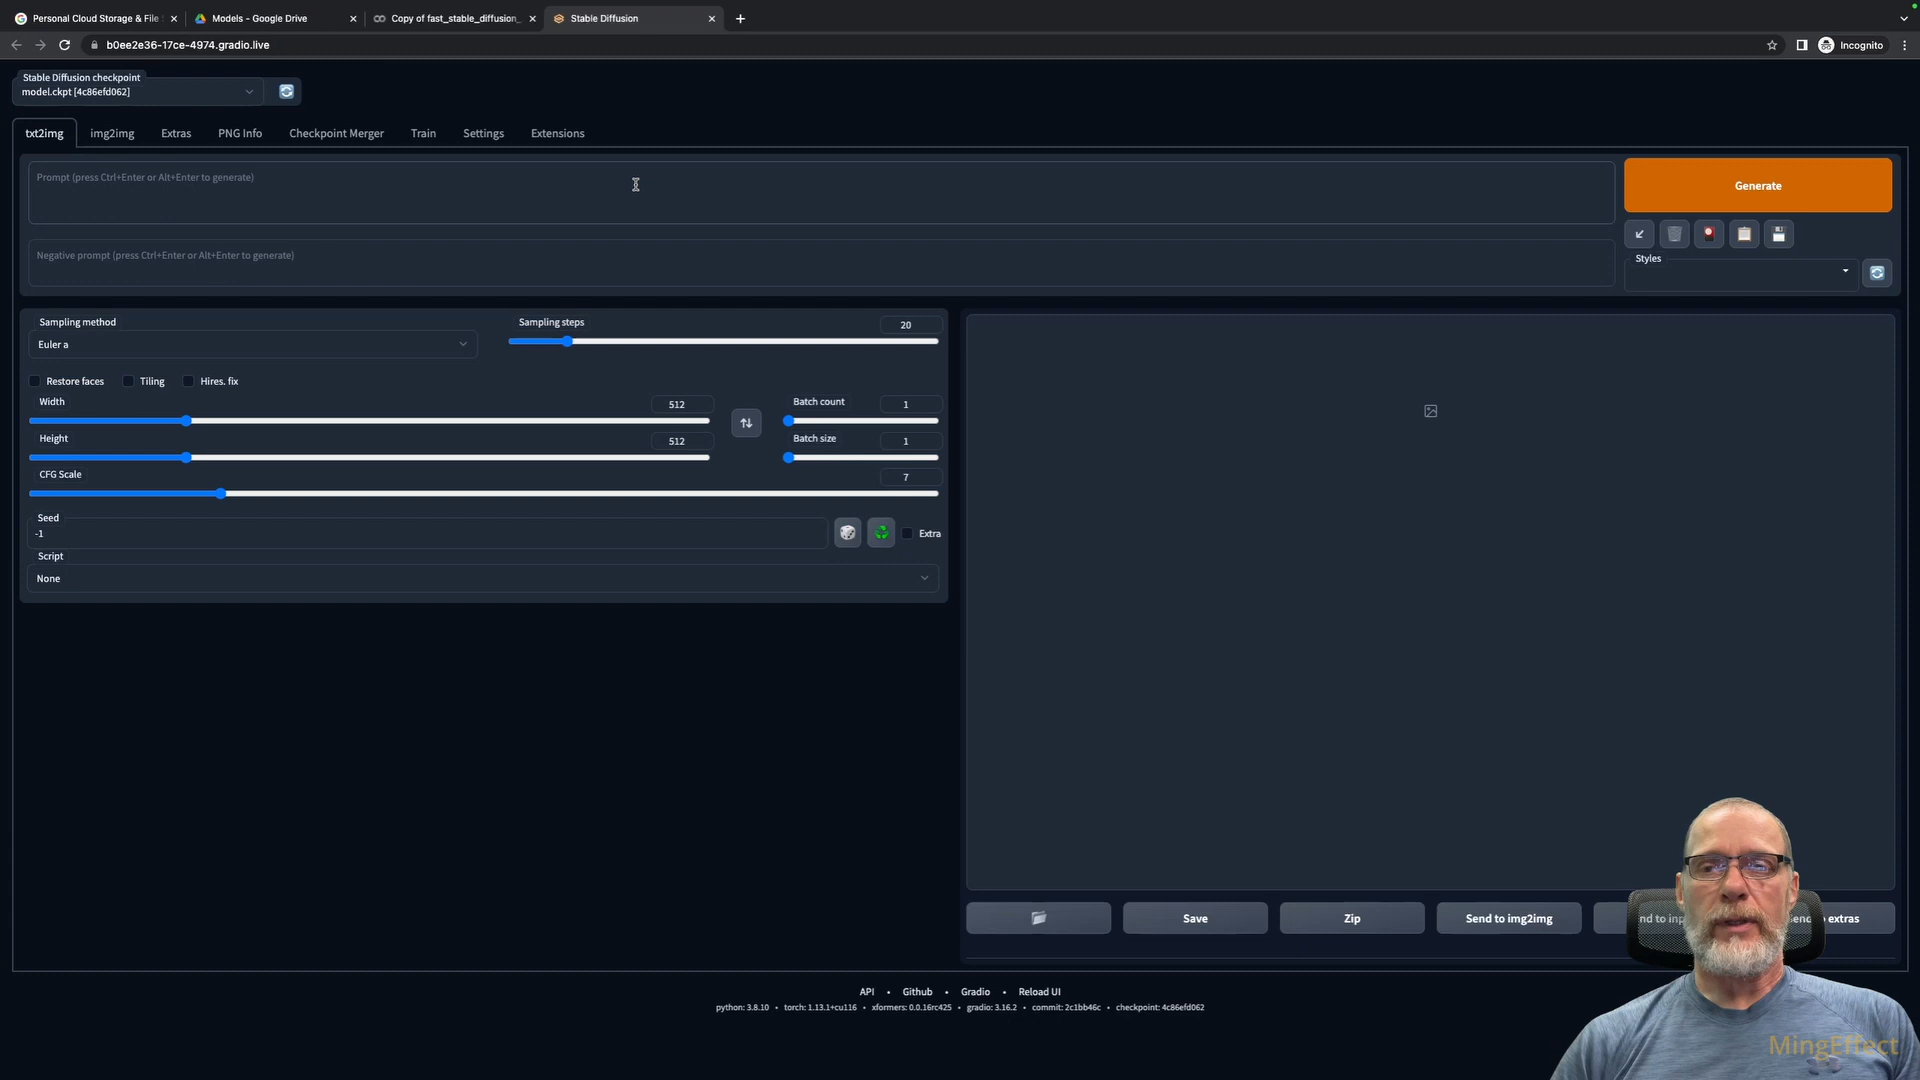 Personal Cloud Storage & File
Models - Google Drive
Copy of fast_stable_diffusion_
Stable Diffusion
b0ee2e36-17ce-4974.gradio.live
Incognito
Stable Diffusion checkpoint
model.ckpt [4c86efd062]
txt2img
img2img
Extras
PNG Info
Checkpoint Merger
Train
Settings
Extensions
Prompt (press Ctrl+Enter or Alt+Enter to generate)
Generate
Negative prompt (press Ctrl+Enter or Alt+Enter to generate)
Styles
Sampling method
Euler a
Sampling steps
20
Restore faces
Tiling
Hires. fix
Width
512
Batch count
1
Height
512
Batch size
1
CFG Scale
7
Seed
-1
Extra
Script
None
Save
Zip
Send to img2img
extras
API • Github • Gradio • Reload UI
python: 3.8.10 • torch: 1.13.1+cu116 • xformers: 0.0.16rc425 • gradio: 3.16.2 • commit: 2c1bb46c • checkpoint: 4c86efd062
MingEffect